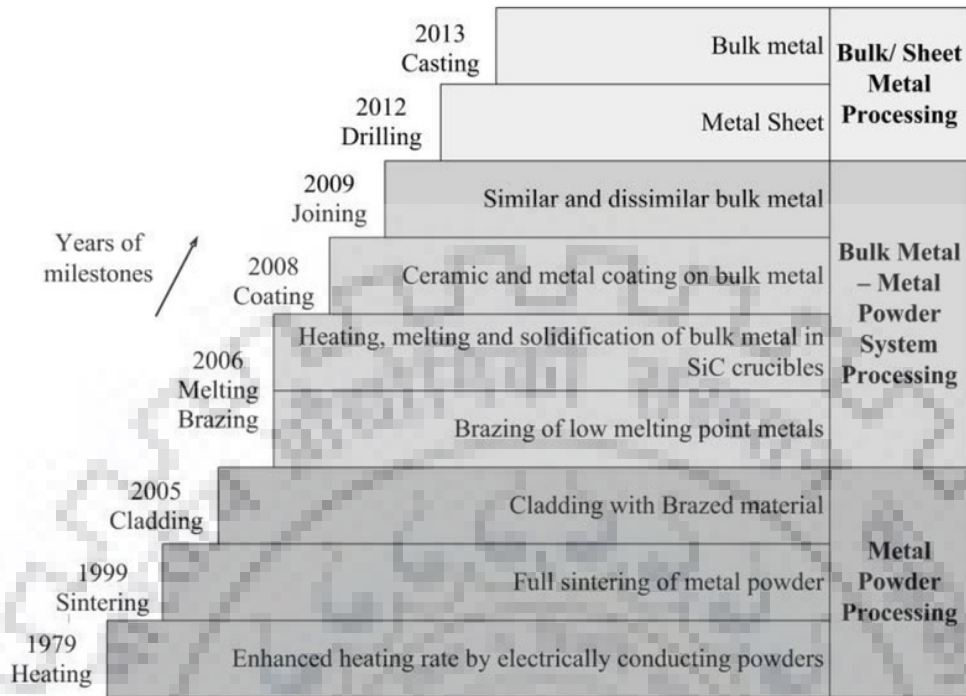 2013
Casting
Bulk metal
Bulk/ Sheet
Metal
Processing
2012
Drilling
Metal Sheet
2009
Joining
Similar and dissimilar bulk metal
Years of
milestones
2008
Coating
Ceramic and metal coating on bulk metal
Bulk Metal
– Metal
Powder
System
Processing
2006
Melting
Brazing
Heating, melting and solidification of bulk metal in
SiC crucibles
Brazing of low melting point metals
2005
Cladding
Cladding with Brazed material
1999
Sintering
Full sintering of metal powder
Metal
Powder
Processing
1979
Heating
Enhanced heating rate by electrically conducting powders